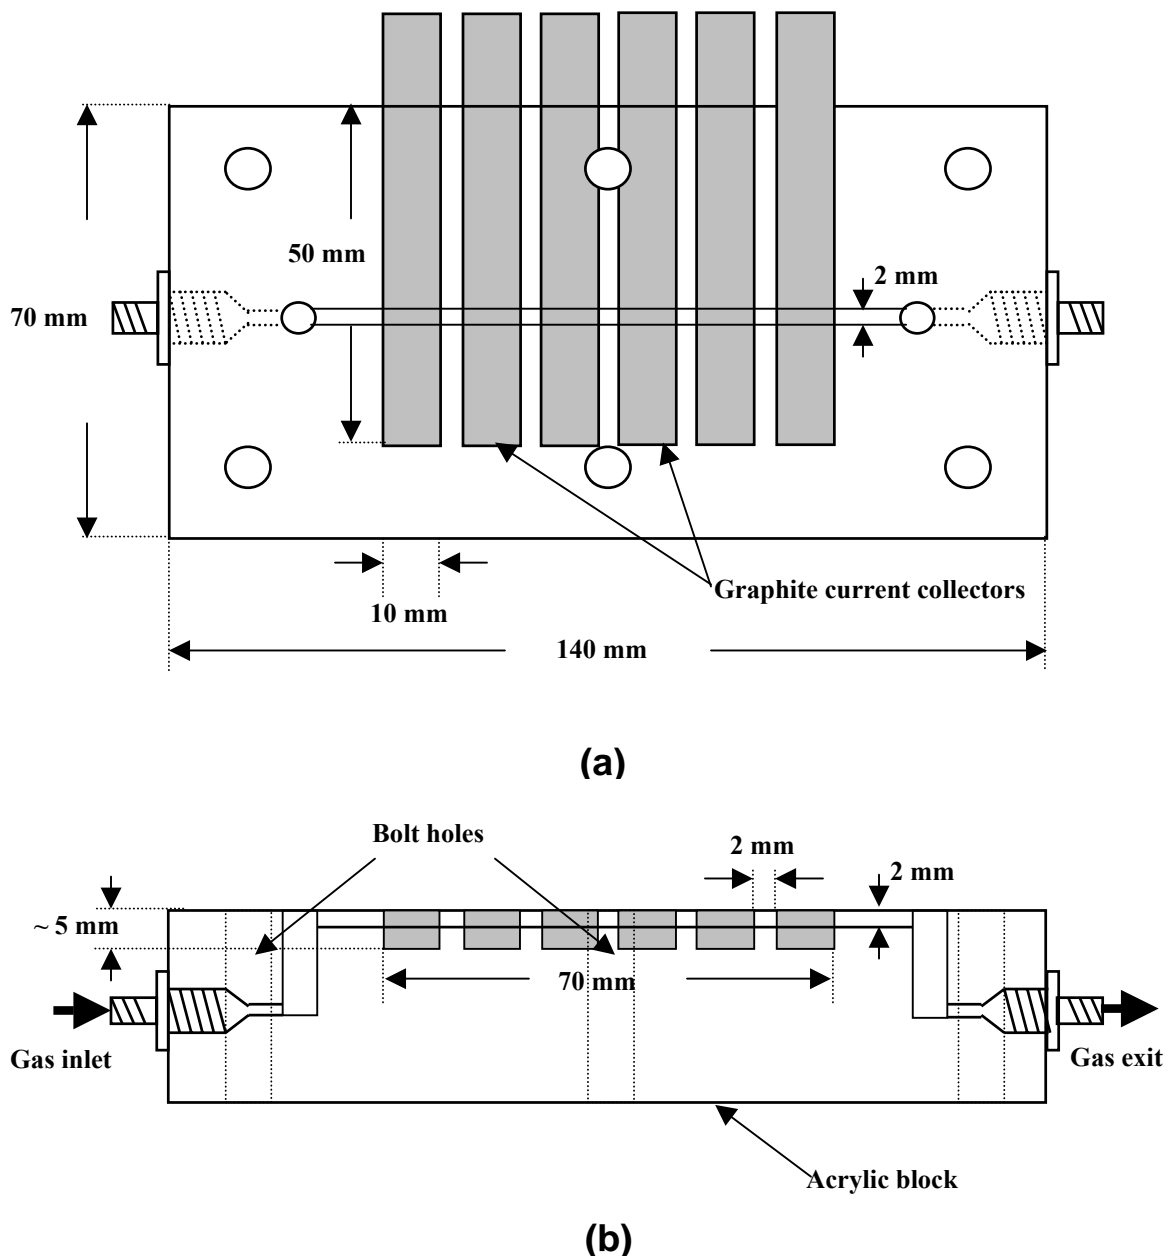 50 mm
2 mm
70 mm
Graphite current collectors
10 mm
140 mm
(a)
Bolt holes
2 mm
2 mm
~ 5 mm
70 mm
Gas inlet
Gas exit
Acrylic block
(b)